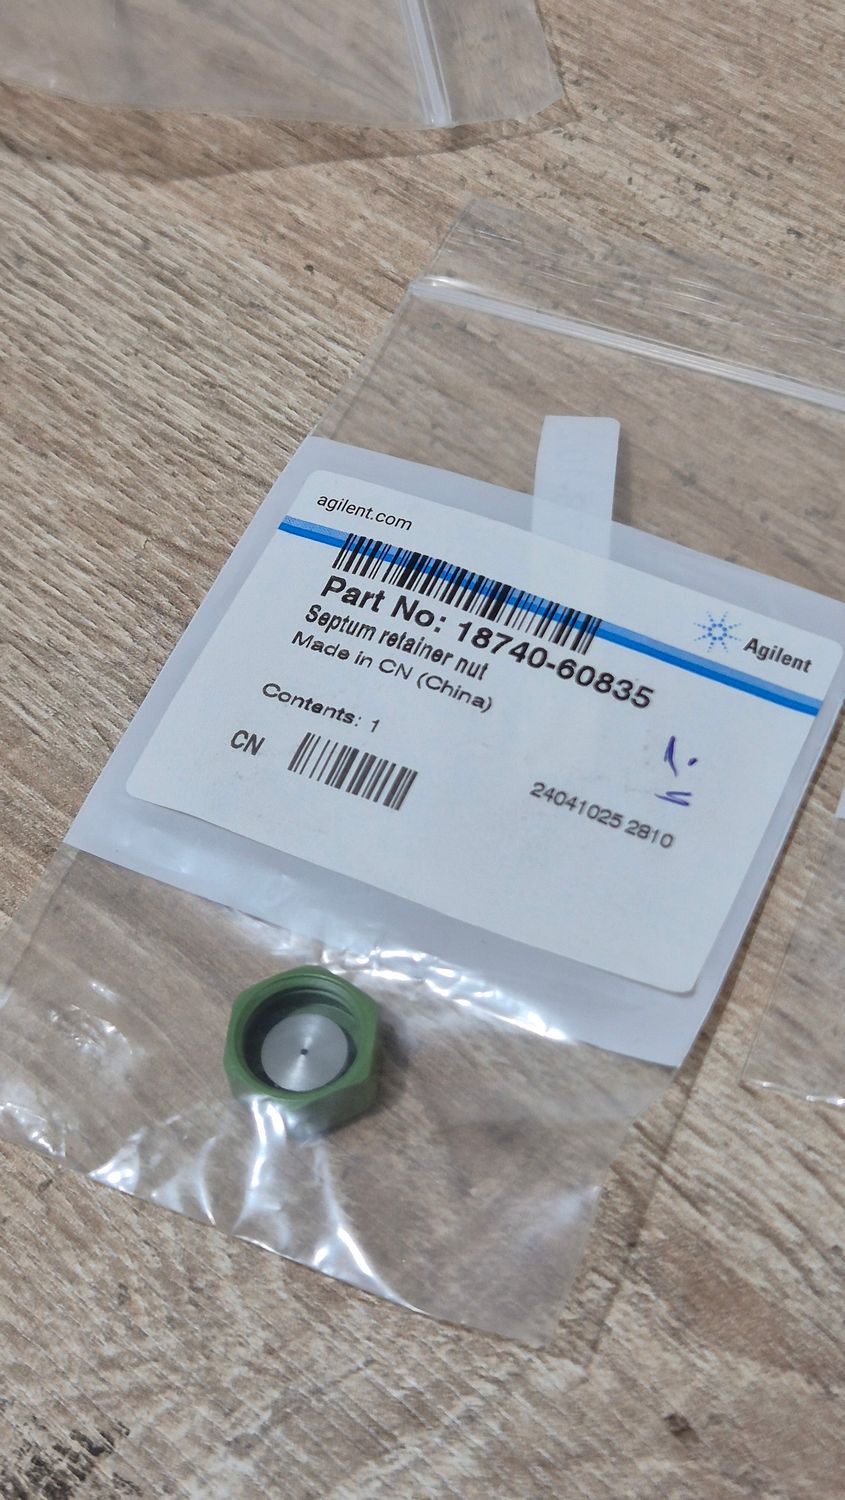 agilent.com
Part No: 18740-60835
Septum retainer nut
Made in CN (China)
Agilent
Contents: 1
CN
24041025 2810
١٠